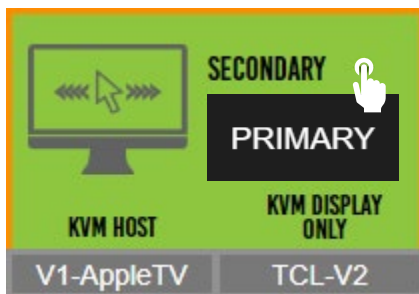 SECONDARY
PRIMARY
KVM HOST
KVM DISPLAY
ONLY
V1-AppleTV
TCL-V2